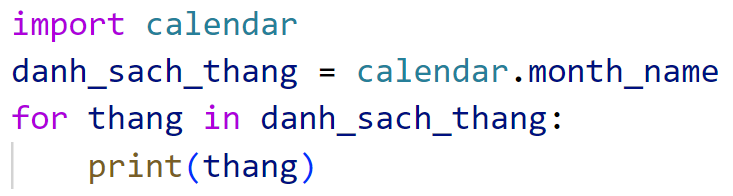 import calendar
danh_sach_thang = calendar.month_name
for thang in danh_sach_thang:
    print(thang)